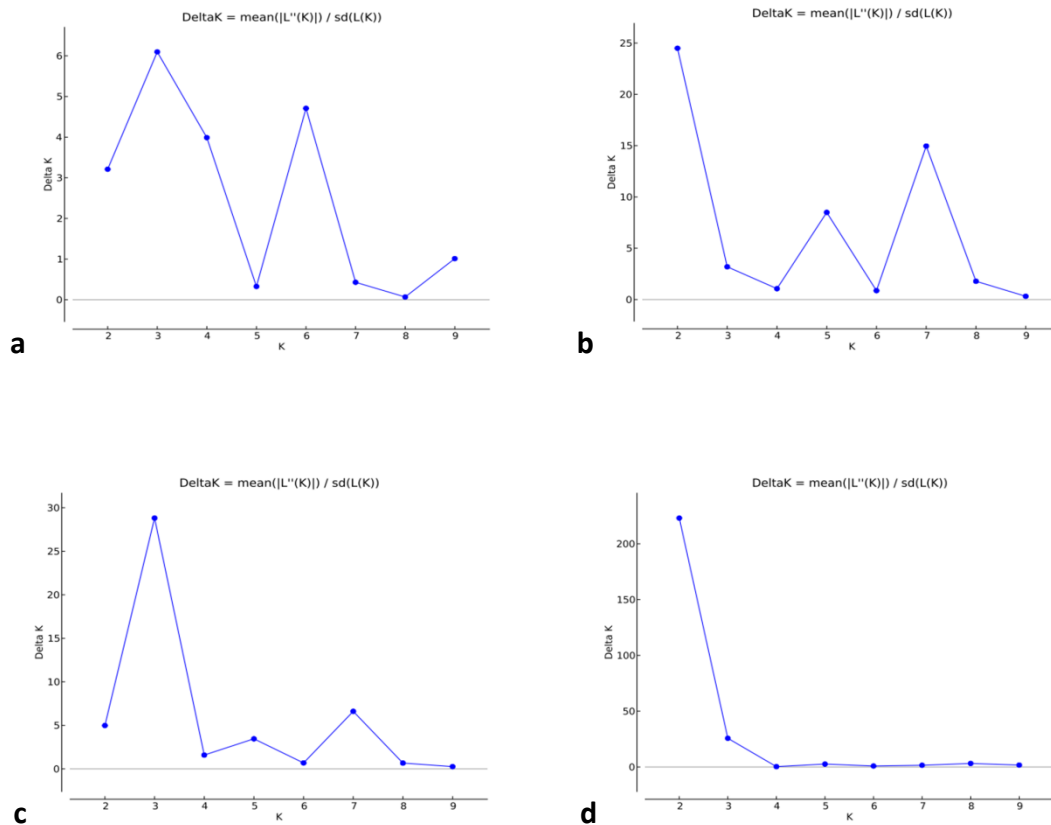 DeltaK = mean(|L''(K)|) / sd(L(K))
6
5
4
3
2
1
0
Delta K
2 3 4 5 6 7 8 9
K
a
DeltaK = mean(|L''(K)|) / sd(L(K))
25
20
15
10
5
0
Delta K
2 3 4 5 6 7 8 9
K
b
DeltaK = mean(|L''(K)|) / sd(L(K))
30
25
20
15
10
5
0
Delta K
2 3 4 5 6 7 8 9
K
c
DeltaK = mean(|L''(K)|) / sd(L(K))
200
150
100
50
0
Delta K
2 3 4 5 6 7 8 9
K
d